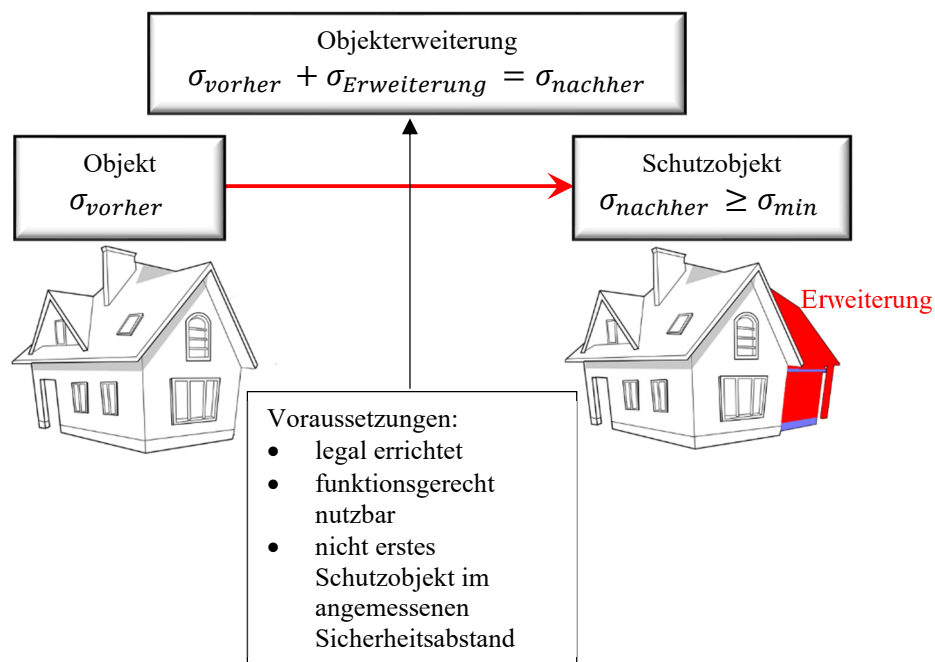 Objekterweiterung
σ_vorher + σ_Erweiterung = σ_nachher
Objekt
σ_vorher
Schutzobjekt
σ_nachher ≥ σ_min
Erweiterung
Voraussetzungen:
• legal errichtet
• funktionsgerecht
nutzbar
• nicht erstes
Schutzobjekt im
angemessenen
Sicherheitsabstand